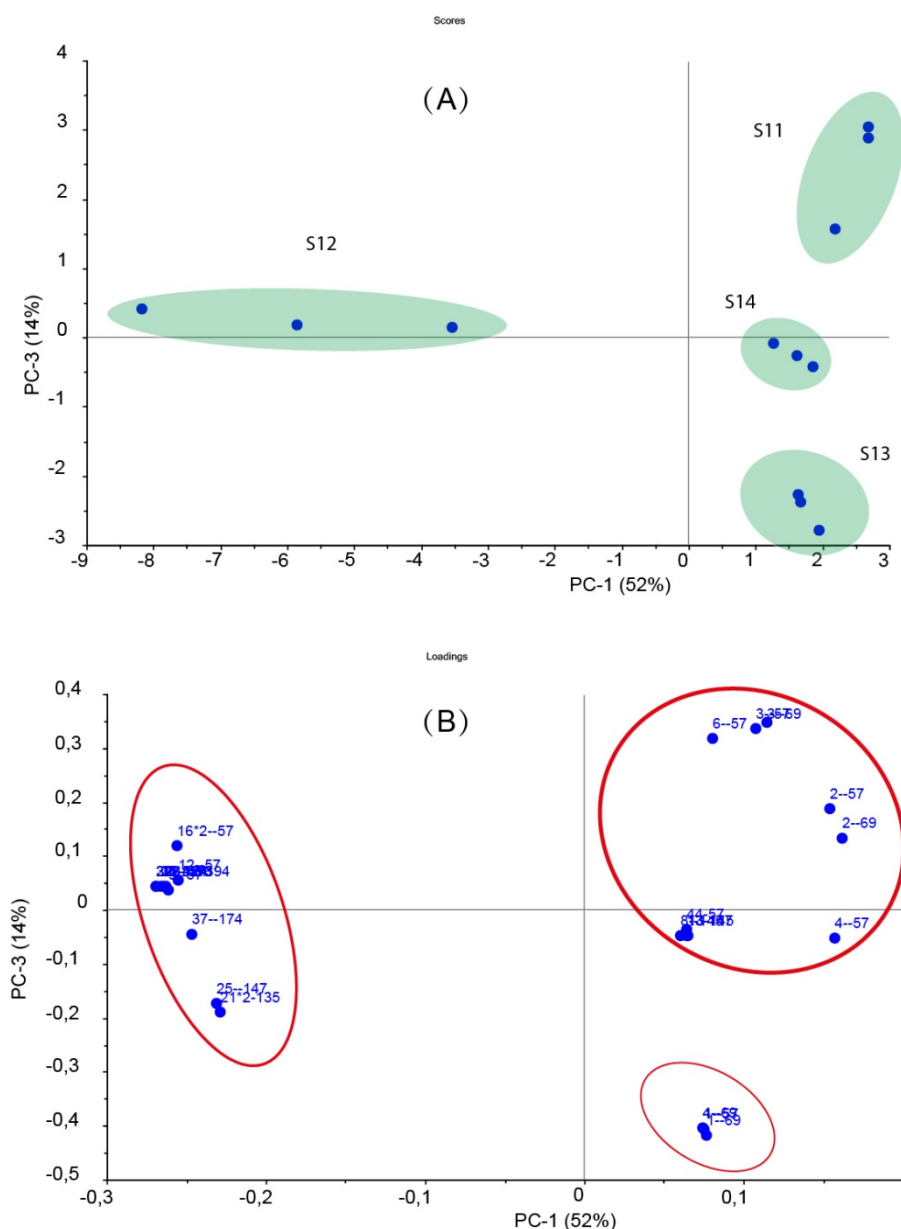 Scores
(A)
4
3
2
1
0
-1
-2
-3
PC-3 (14%)
S11
S12
S14
S13
-9 -8 -7 -6 -5 -4 -3 -2 -1 0 1 2 3
PC-1 (52%)
Loadings
(B)
0,4
0,3
0,2
0,1
0
-0,1
-0,2
-0,3
-0,4
-0,5
PC-3 (14%)
6--57
2--57
2--69
16*2--57
12--57
37--174
44-57
4--57
25--147
21*2-135
1--69
-0,3 -0,2 -0,1 0 0,1
PC-1 (52%)